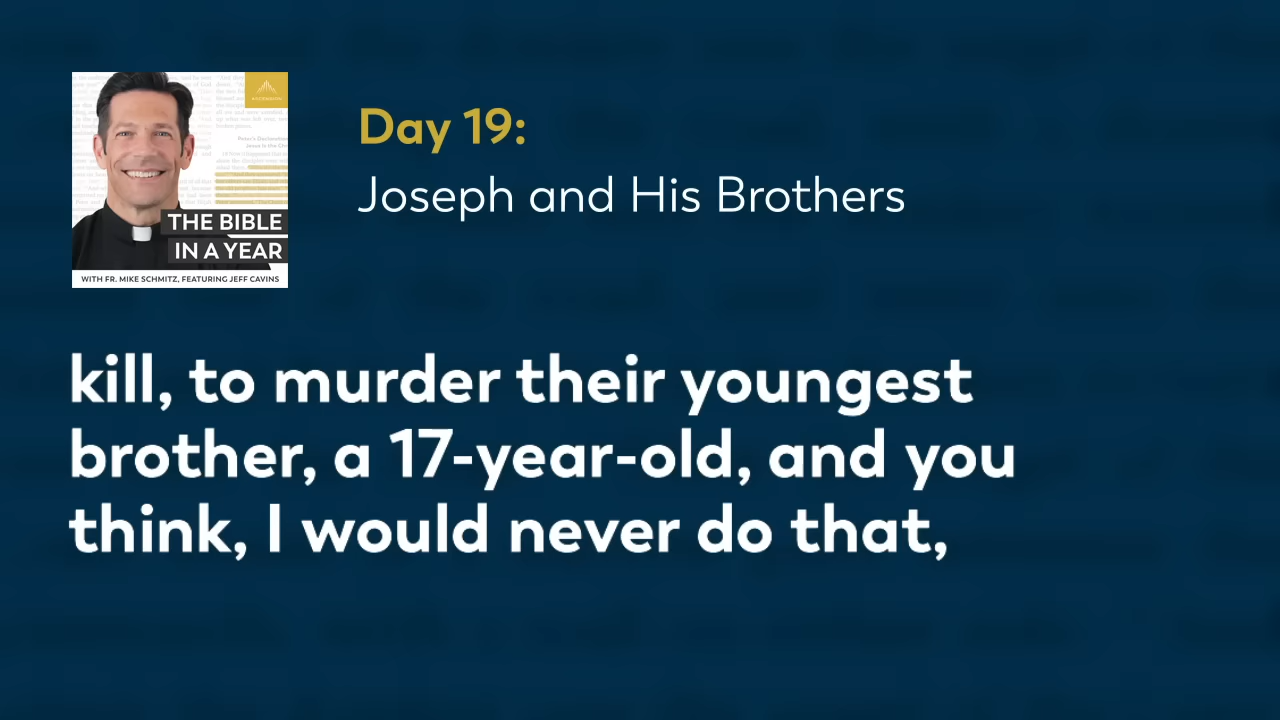 Day 19:
Joseph and His Brothers
THE BIBLE
IN A YEAR
WITH FR. MIKE SCHMITZ, FEATURING JEFF CAVINS
kill, to murder their youngest
brother, a 17-year-old, and you
think, I would never do that,